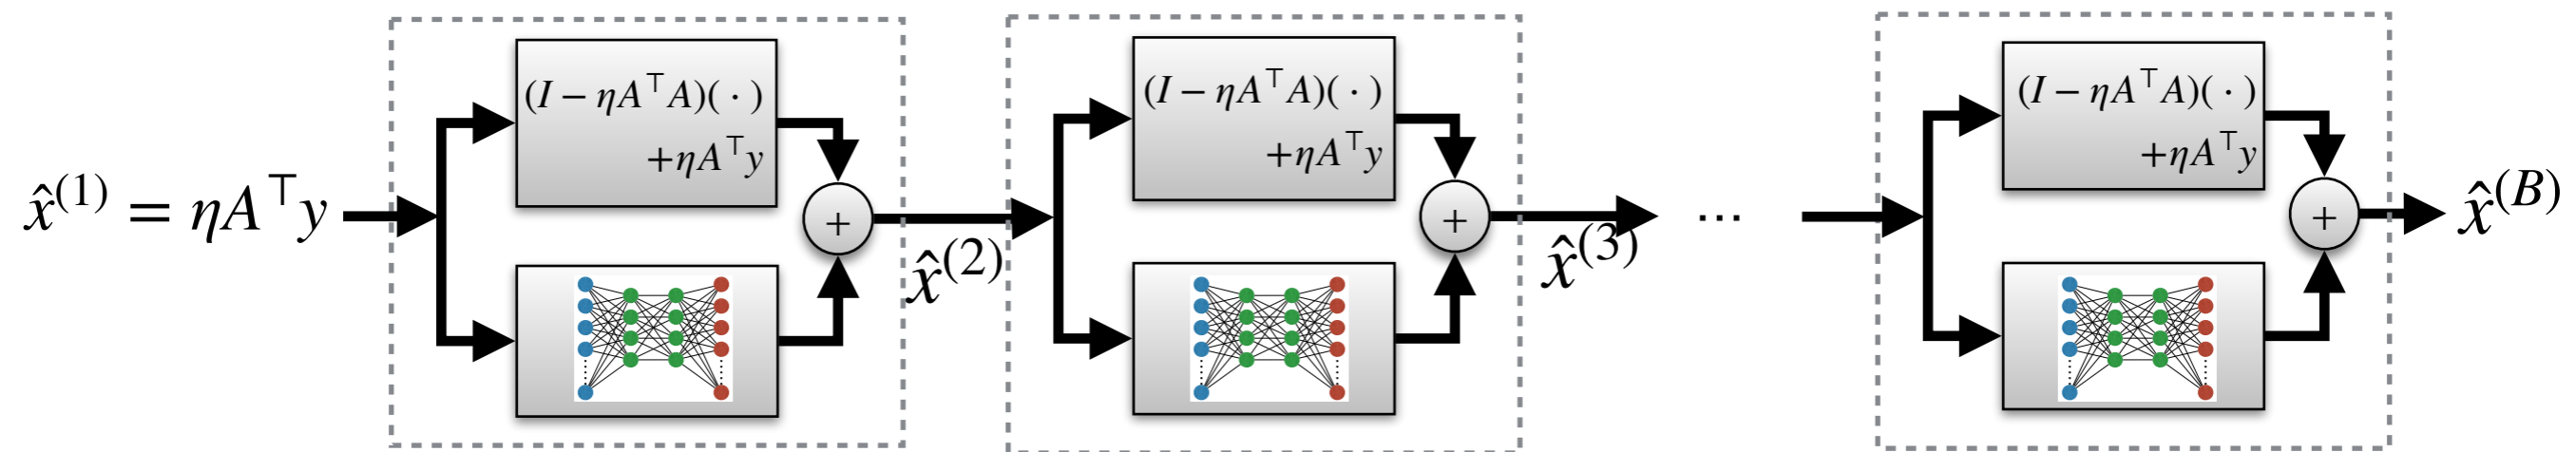 x̂⁽¹⁾ = ηA⊤y
(I − ηA⊤A)( · )
+ηA⊤y
+
x̂⁽²⁾
(I − ηA⊤A)( · )
+ηA⊤y
+
x̂⁽³⁾
...
(I − ηA⊤A)( · )
+ηA⊤y
+
x̂⁽ᴮ⁾